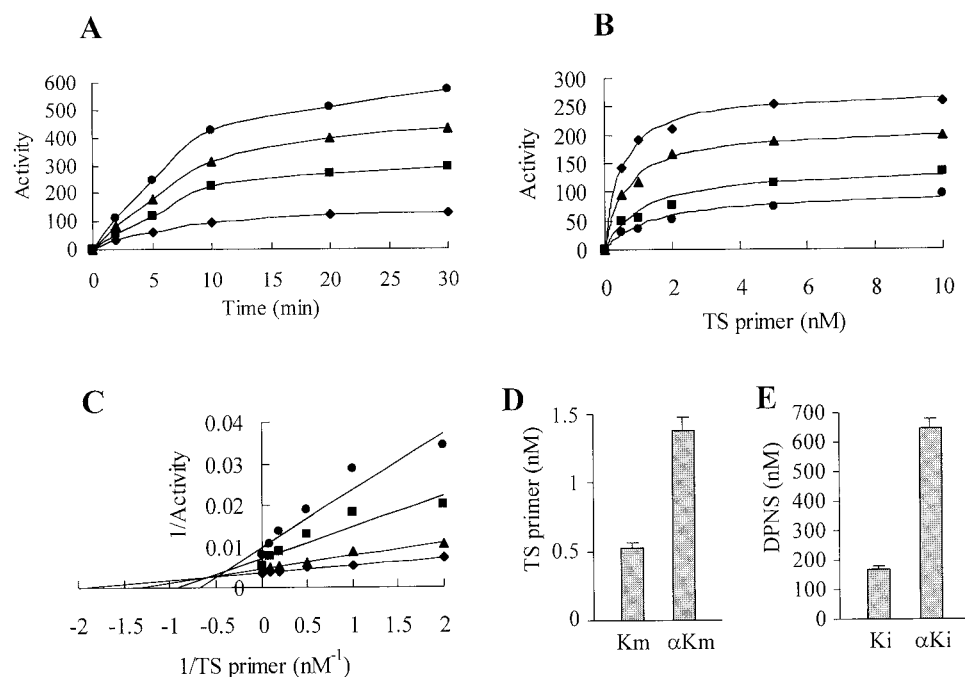 A
Activity
600
500
400
300
200
100
0
0 5 10 15 20 25 30
Time (min)
B
Activity
300
250
200
150
100
50
0
0 2 4 6 8 10
TS primer (nM)
C
1/Activity
0.04
0.03
0.02
0.01
0
-2 -1.5 -1 -0.5 0 0.5 1 1.5 2
1/TS primer (nM⁻¹)
D
TS primer (nM)
1.5
1
0.5
0
Km αKm
E
DPNS (nM)
700
600
500
400
300
200
100
0
Ki αKi